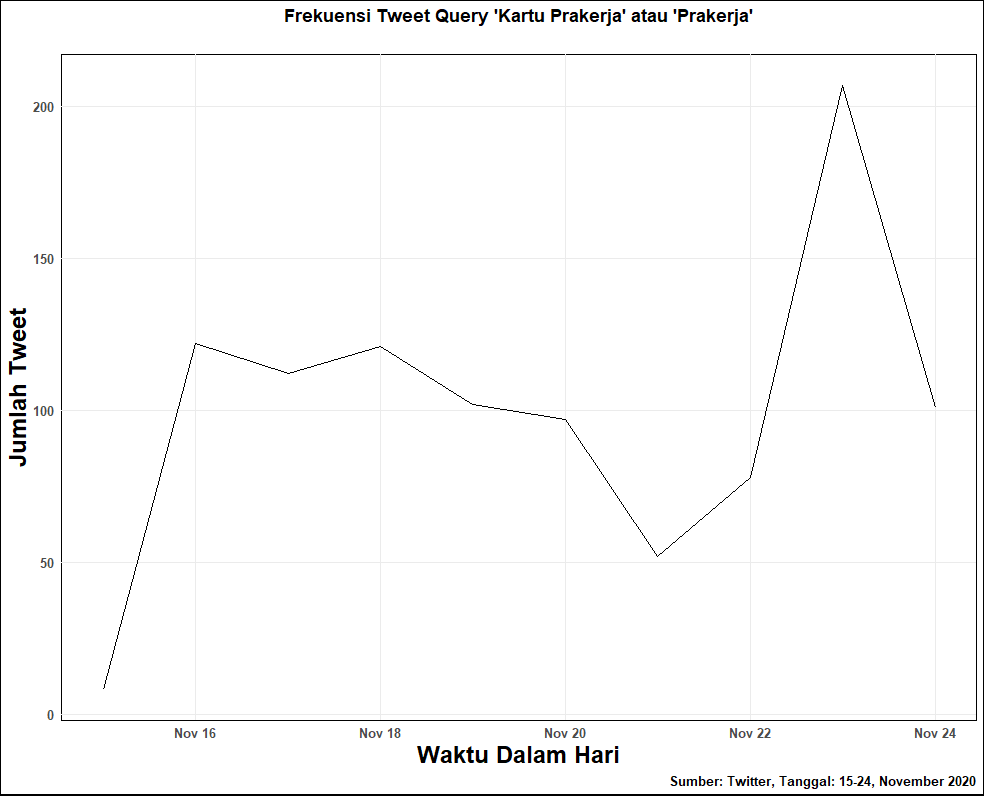 Frekuensi Tweet Query 'Kartu Prakerja' atau 'Prakerja'
200
150
100
50
0
Jumlah Tweet
Nov 16 Nov 18 Nov 20 Nov 22 Nov 24
Waktu Dalam Hari
Sumber: Twitter, Tanggal: 15-24, November 2020